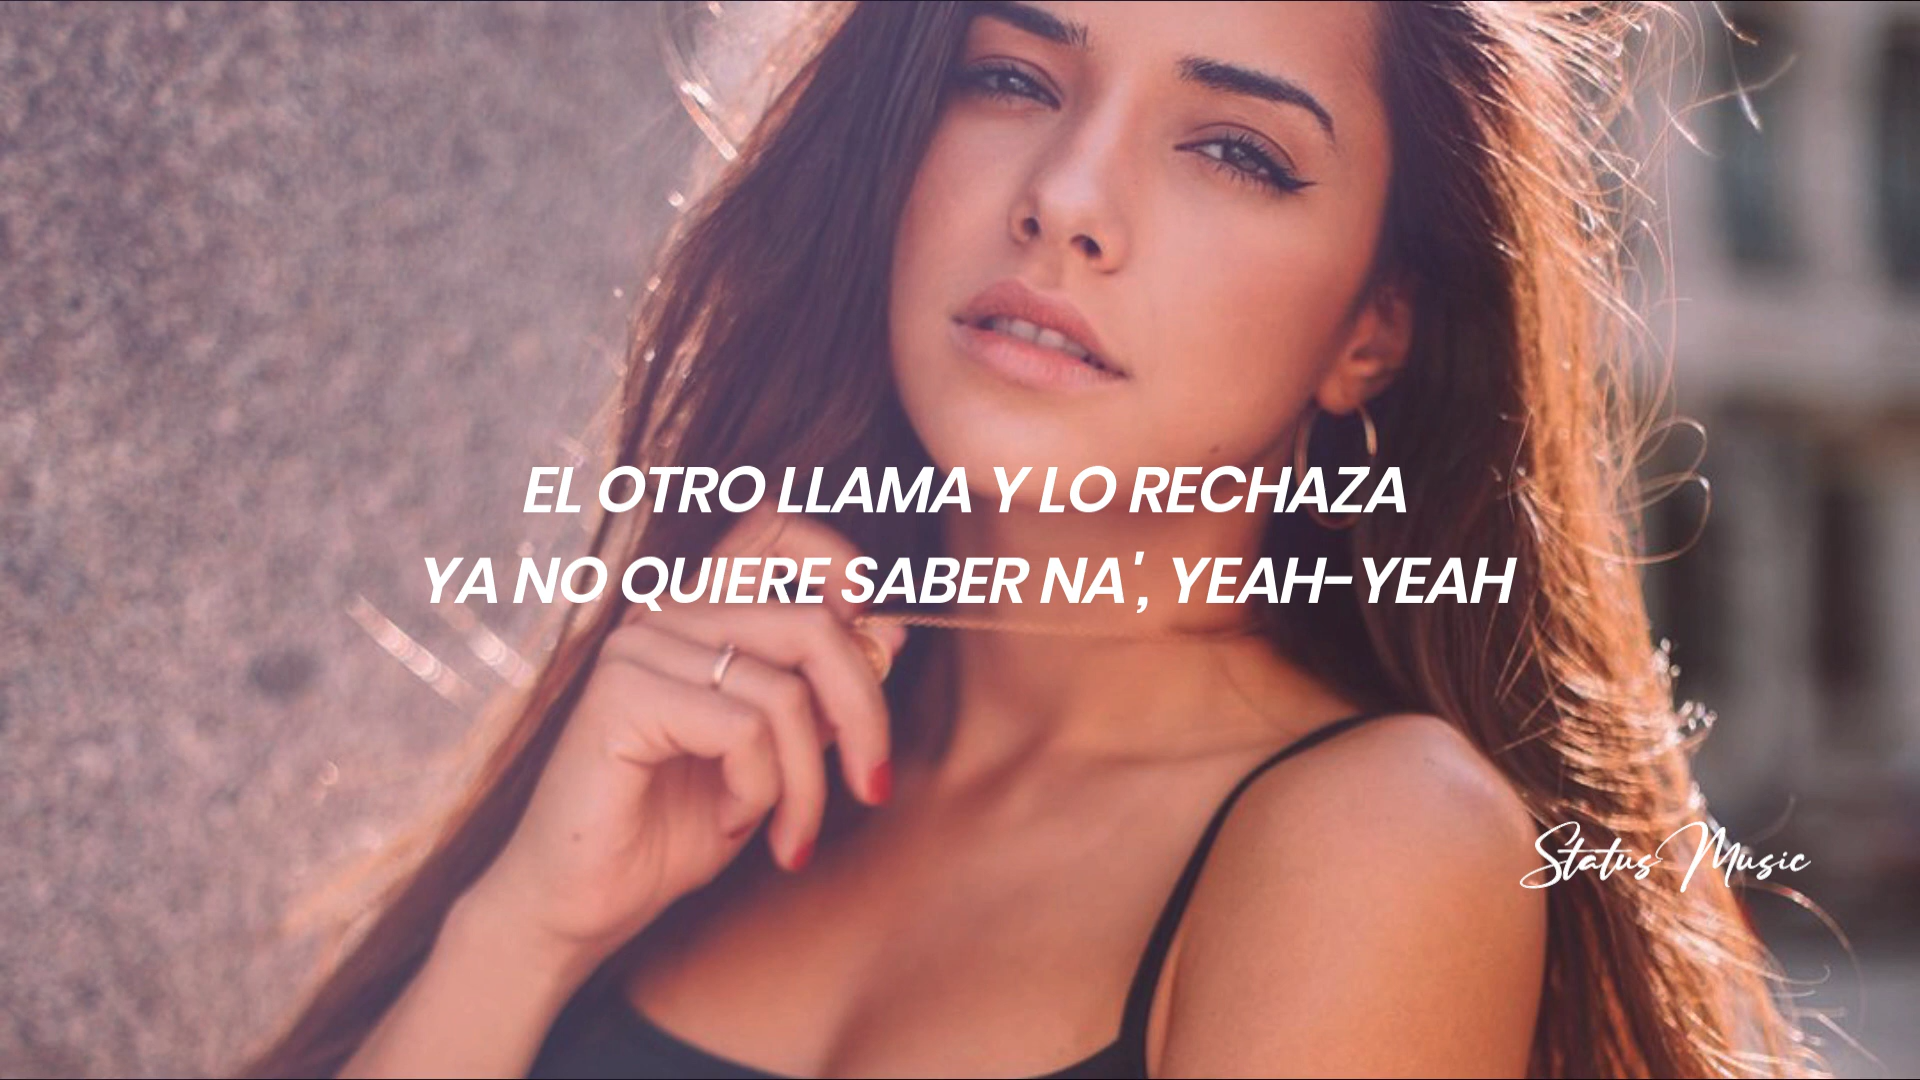 EL OTRO LLAMA Y LO RECHAZA
YA NO QUIERE SABER NA', YEAH-YEAH
Status Music